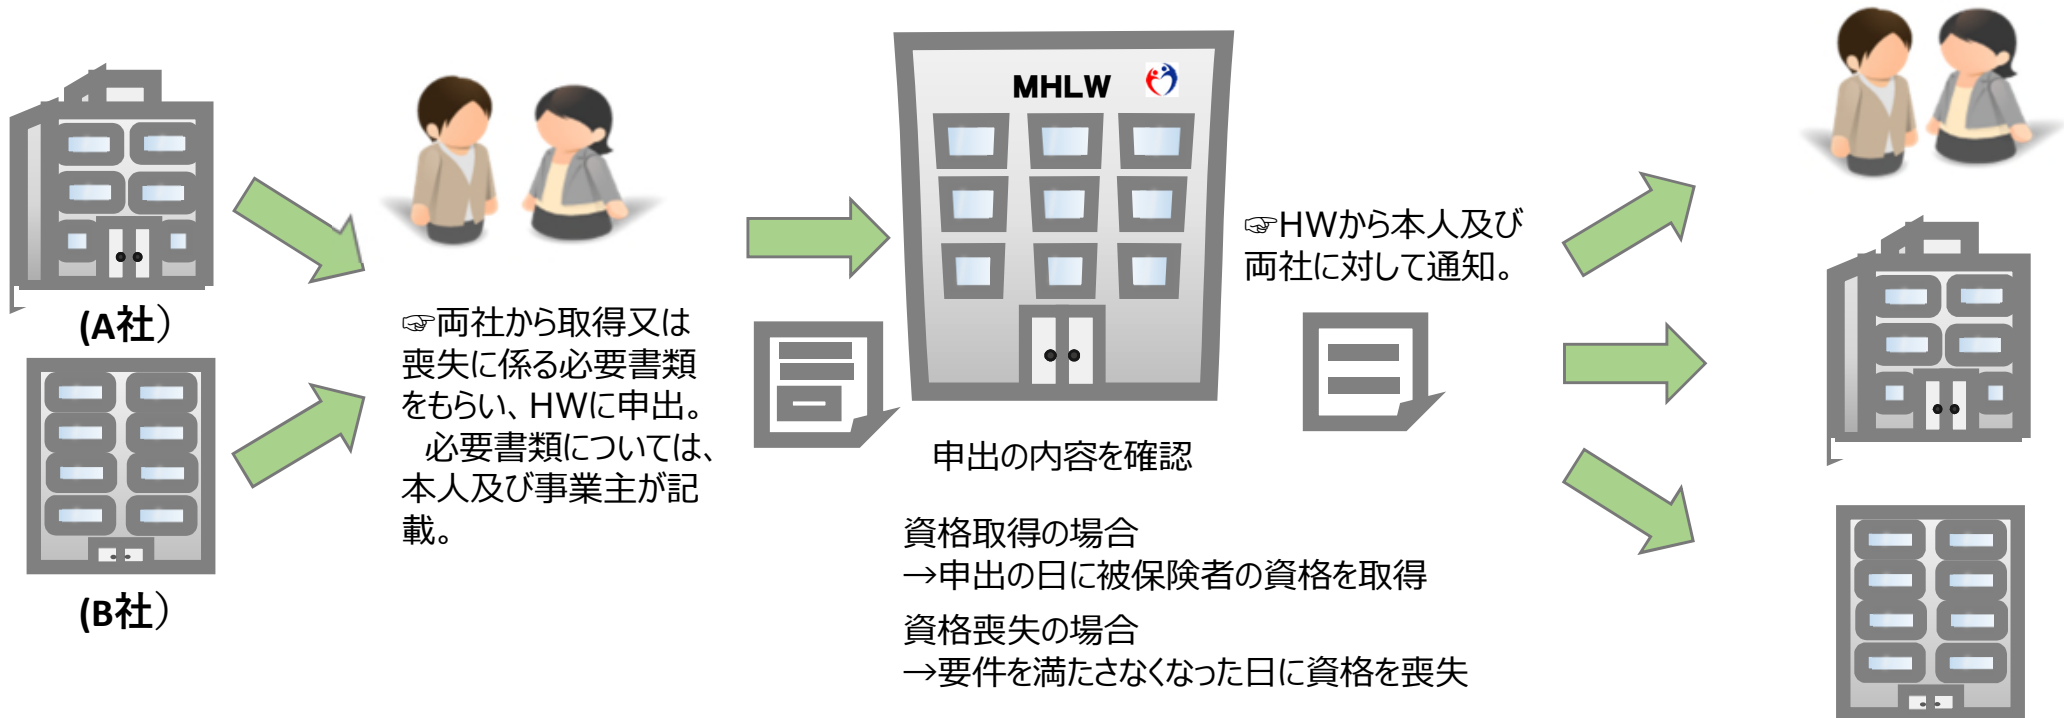 (A社）
(B社）
☞両社から取得又は
喪失に係る必要書類
をもらい、HWに申出。
　必要書類については、
本人及び事業主が記
載。
MHLW
申出の内容を確認
資格取得の場合
→申出の日に被保険者の資格を取得
資格喪失の場合
→要件を満たさなくなった日に資格を喪失
☞HWから本人及び
両社に対して通知。